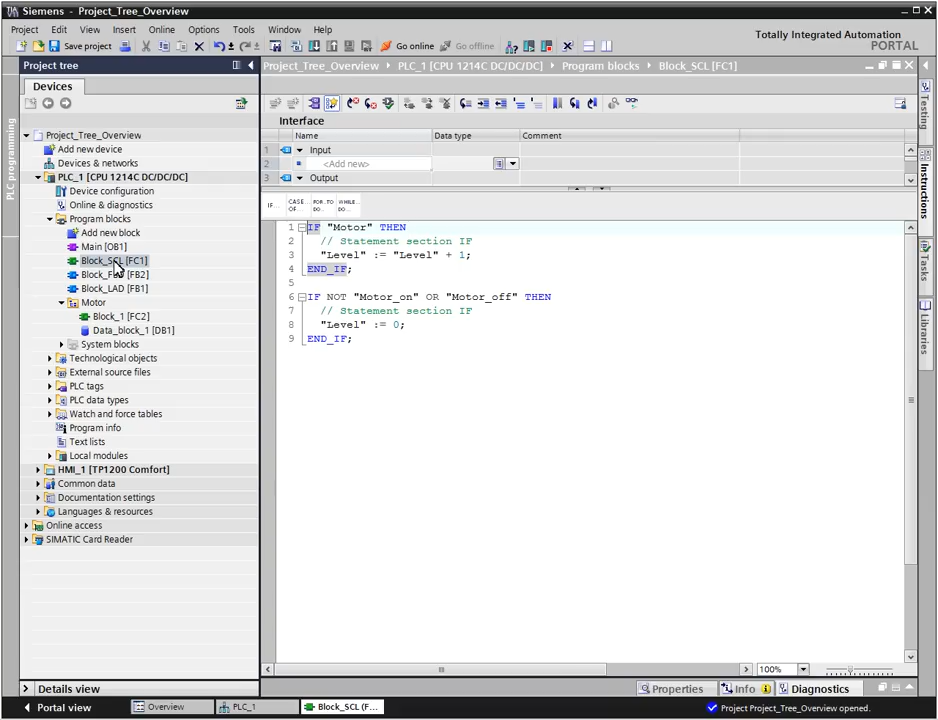 Siemens - Project_Tree_Overview
Project Edit View Insert Online Options Tools Window Help
Totally Integrated Automation
PORTAL
Save project Go online Go offline
Project tree
Project_Tree_Overview PLC_1 [CPU 1214C DC/DC/DC] Program blocks Block_SCL [FC1]
Devices
PLC programming
Project_Tree_Overview
Add new device
Devices & networks
PLC_1 [CPU 1214C DC/DC/DC]
Device configuration
Online & diagnostics
Program blocks
Add new block
Main [OB1]
Block_SCL [FC1]
[FB2]
Block_LAD [FB1]
Motor
Block_1 [FC2]
Data_block_1 [DB1]
System blocks
Technological objects
External source files
PLC tags
PLC data types
Watch and force tables
Program info
Text lists
Local modules
HMI_1 [TP1200 Comfort]
Common data
Documentation settings
Languages & resources
Online access
SIMATIC Card Reader
Details view
Interface
Name Data type Comment
1 Input
2 <Add new>
3 Output
IF... CASE... OF... FOR..TO DO... WHILE.. DO...
1 IF "Motor" THEN
2 // Statement section IF
3 "Level" := "Level" + 1;
4 END_IF;
5
6 IF NOT "Motor_on" OR "Motor_off" THEN
7 // Statement section IF
8 "Level" := 0;
9 END_IF;
100%
Testing
Instructions
Tasks
Libraries
Properties Info Diagnostics
Portal view Overview PLC_1 Block_SCL (F... Project Project_Tree_Overview opened.